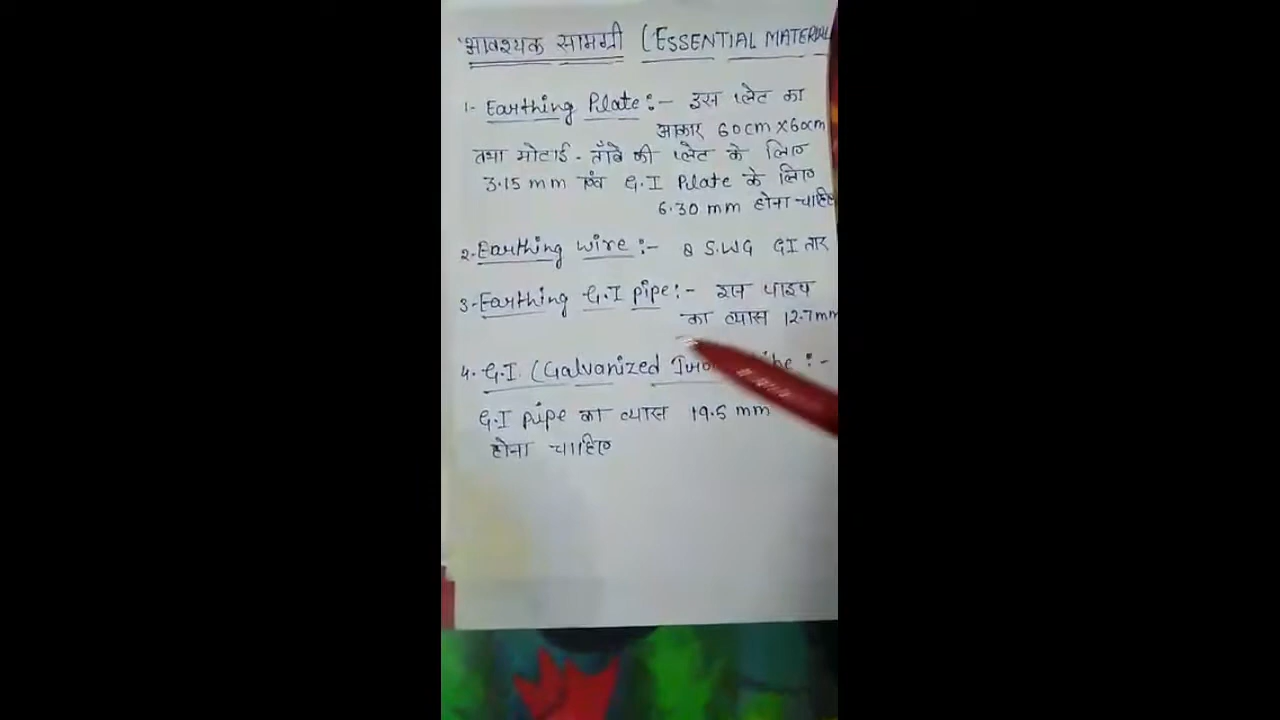 आवश्यक सामग्री (ESSENTIAL MATERIAL
1- Earthing Plate:- इस प्लेट का
आकार 60cm×60cm
तथा मोटाई - ताँबे की प्लेट के लिए
3.15 mm एवं G.I Plate के लिए
6.30 mm होना चाहिए
2- Earthing wire:- 8 S.W.G GI तार
3- Earthing G.I pipe:- इस पाइप
का व्यास 12.7mm
4. G.I. (Galvanized :-
G.I pipe का व्यास 19.5 mm
होना चाहिए